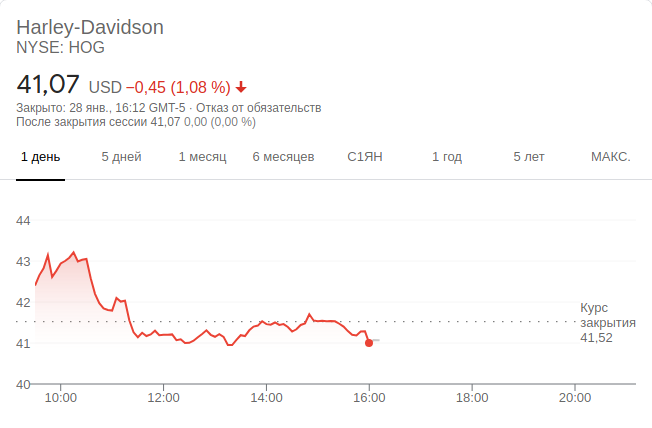 Harley-Davidson
NYSE: HOG
41,07 USD −0,45 (1,08 %)
Закрыто: 28 янв., 16:12 GMT-5 · Отказ от обязательств
После закрытия сессии 41,07 0,00 (0,00 %)
1 день 5 дней 1 месяц 6 месяцев С1ЯН 1 год 5 лет МАКС.
44
43
42
41
40
Курс
закрытия
41,52
10:00 12:00 14:00 16:00 18:00 20:00